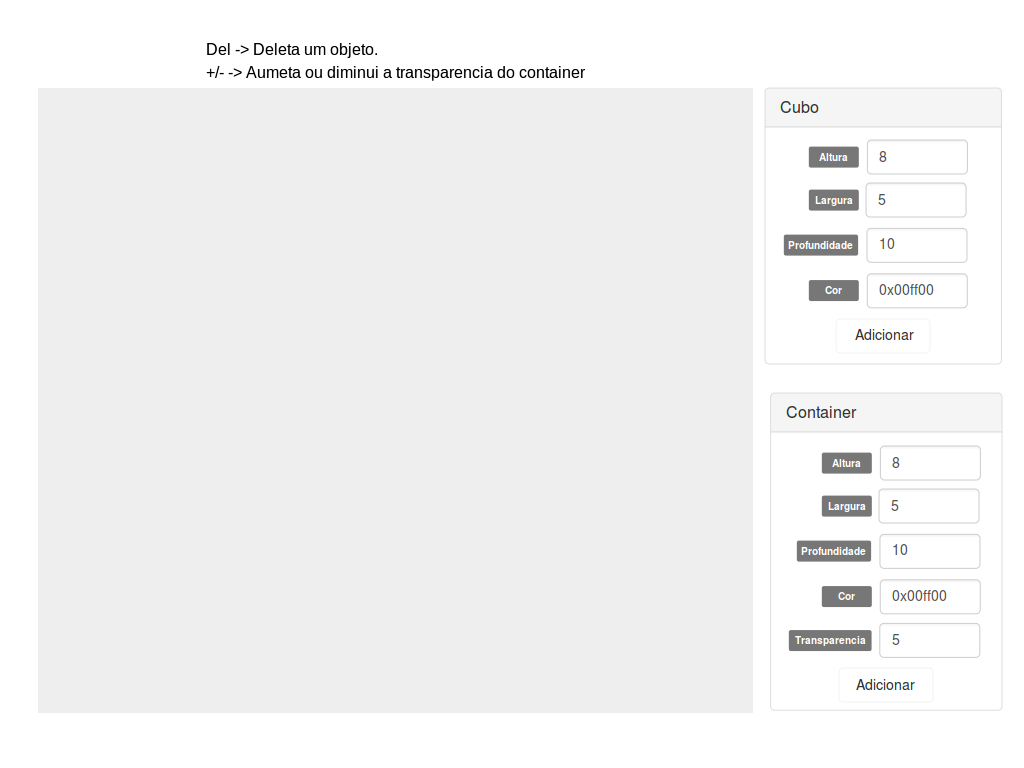 Del -> Deleta um objeto.
+/- -> Aumeta ou diminui a transparencia do container
Cubo
Altura 8
Largura 5
Profundidade 10
Cor 0x00ff00
Adicionar
Container
Altura 8
Largura 5
Profundidade 10
Cor 0x00ff00
Transparencia 5
Adicionar